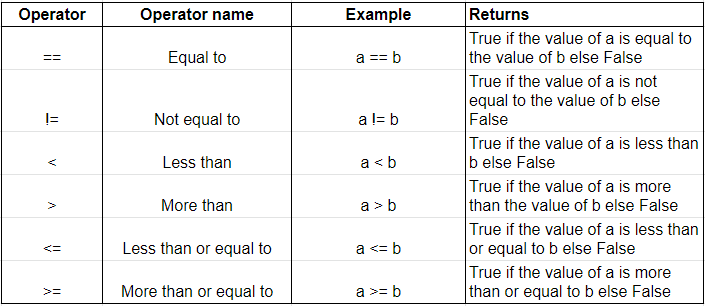 Operator Operator name Example Returns
True if the value of a is equal to
== Equal to a == b the value of b else False
True if the value of a is not
equal to the value of b else
!= Not equal to a != b False
True if the value of a is less than
< Less than a < b b else False
True if the value of a is more
> More than a > b than the value of b else False
True if the value of a is less than
<= Less than or equal to a <= b or equal to b else False
True if the value of a is more
>= More than or equal to a >= b than or equal to b else False